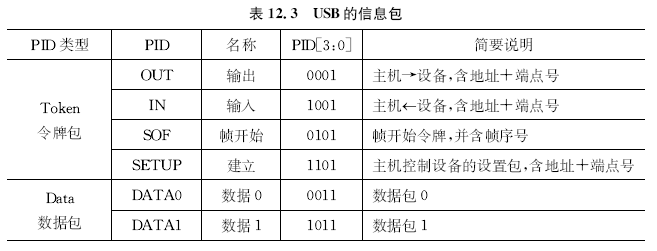 表 12.3 USB 的信息包
PID 类型 PID 名称 PID[3:0] 简要说明
Token 令牌包 OUT 输出 0001 主机→设备,含地址＋端点号
IN 输入 1001 主机←设备,含地址＋端点号
SOF 帧开始 0101 帧开始令牌,并含帧序号
SETUP 建立 1101 主机控制设备的设置包,含地址＋端点号
Data 数据包 DATA0 数据 0 0011 数据包 0
DATA1 数据 1 1011 数据包 1